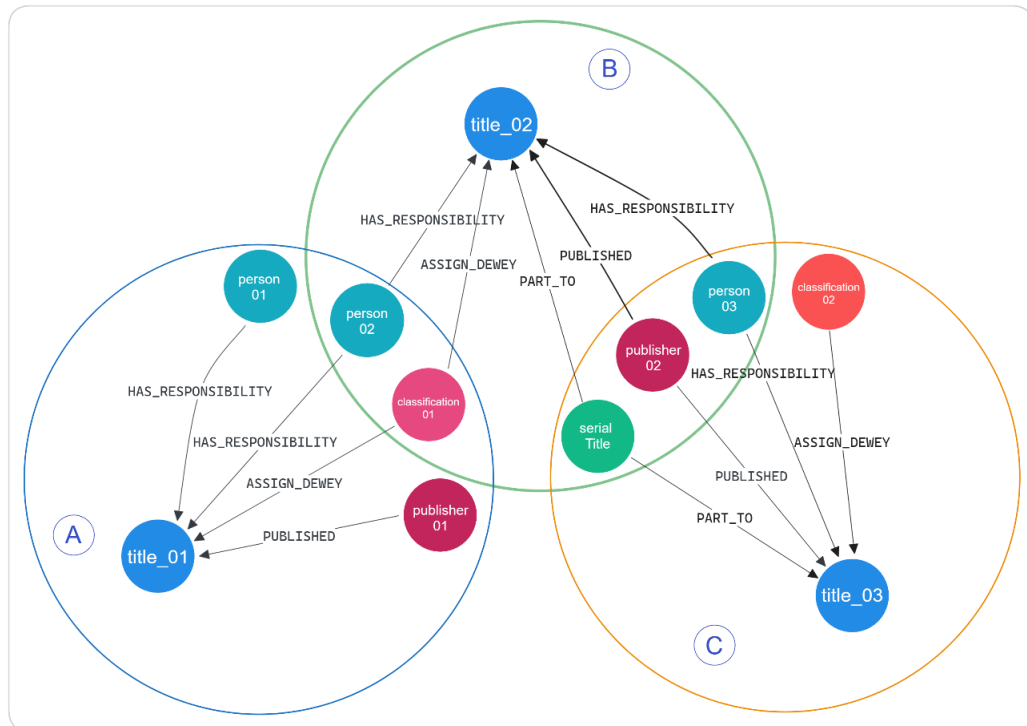 B
title_02
HAS_RESPONSIBILITY
HAS_RESPONSIBILITY
PUBLISHED
ASSIGN_DEWEY
PART_TO
person
01
person
02
person
03
classification
02
publisher
02
HAS_RESPONSIBILITY
HAS_RESPONSIBILITY
classification
01
serial
Title
HAS_RESPONSIBILITY
ASSIGN_DEWEY
ASSIGN_DEWEY
PUBLISHED
publisher
01
PART_TO
A
PUBLISHED
title_01
title_03
C